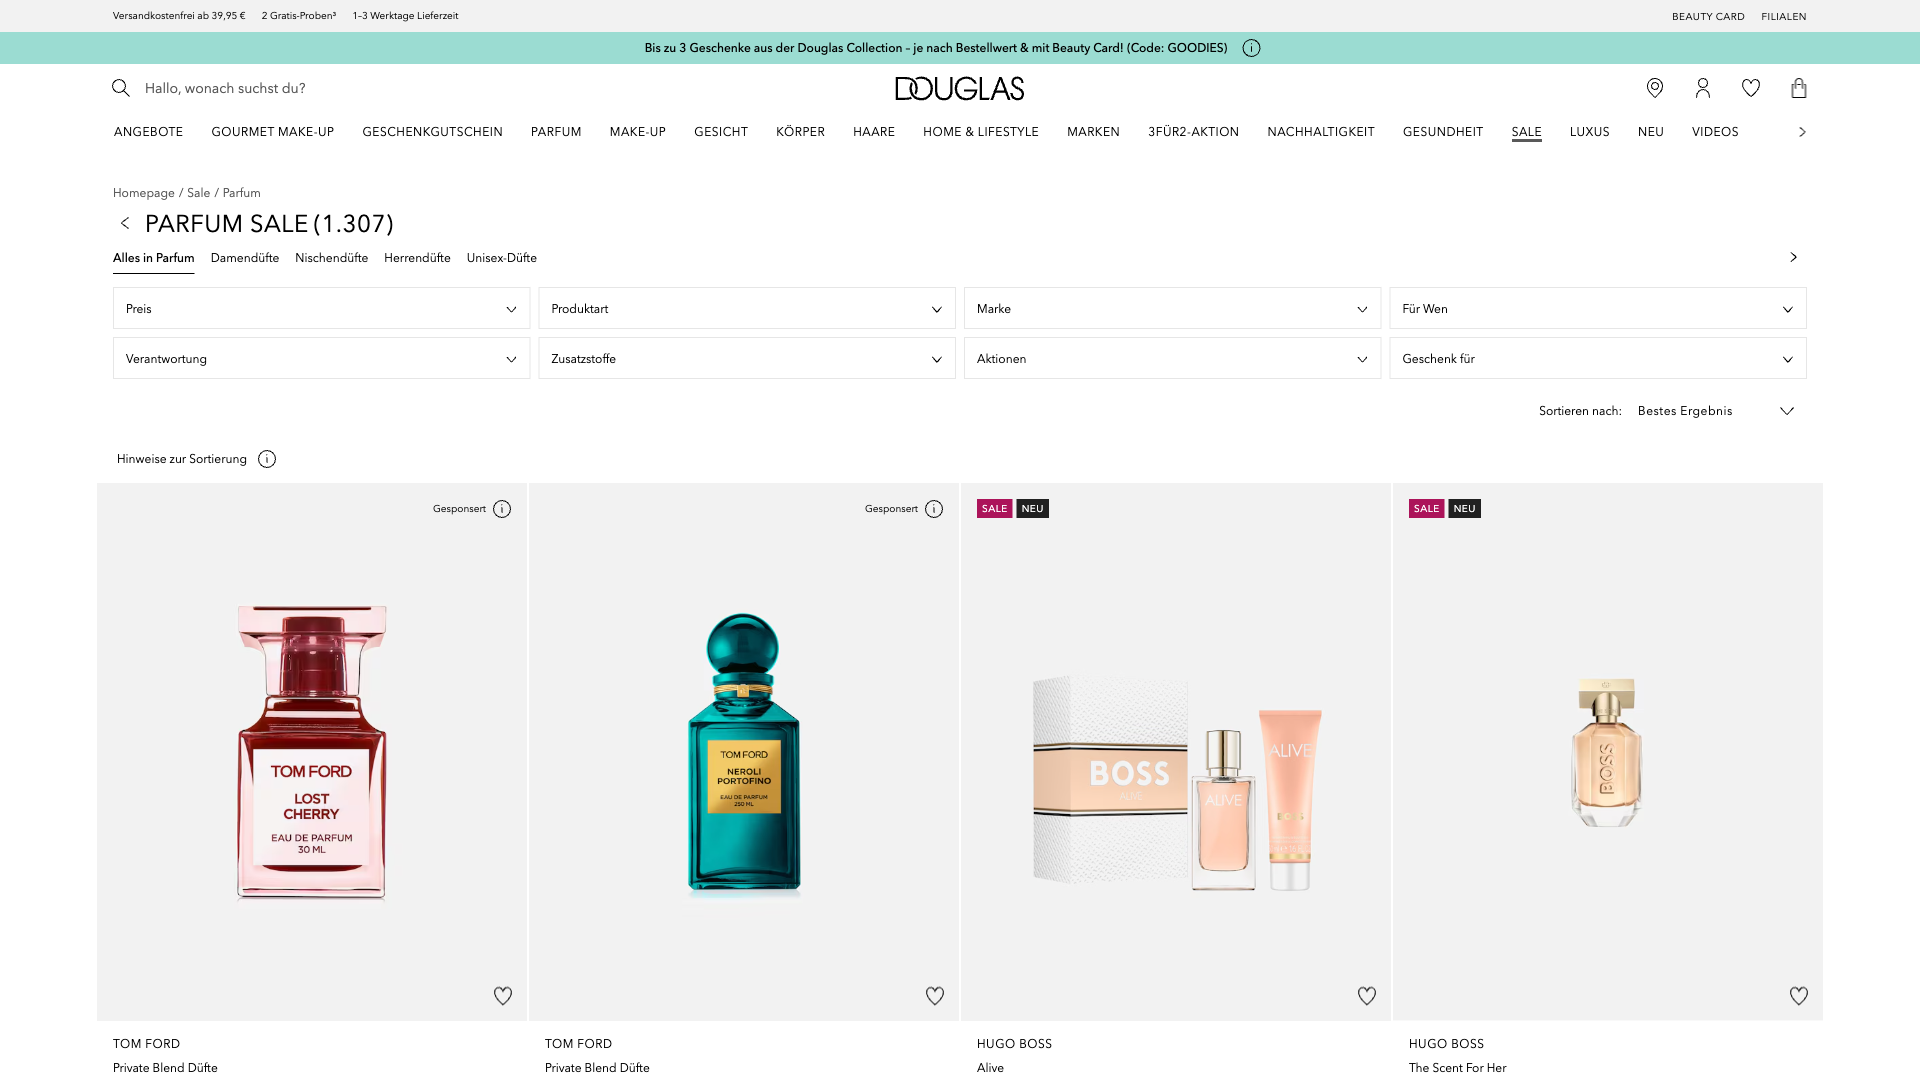 Versandkostenfrei ab 39,95 € 2 Gratis-Proben³ 1–3 Werktage Lieferzeit BEAUTY CARD FILIALEN
Bis zu 3 Geschenke aus der Douglas Collection – je nach Bestellwert & mit Beauty Card! (Code: GOODIES)
Hallo, wonach suchst du?
DOUGLAS
ANGEBOTE GOURMET MAKE-UP GESCHENKGUTSCHEIN PARFUM MAKE-UP GESICHT KÖRPER HAARE HOME & LIFESTYLE MARKEN 3FÜR2-AKTION NACHHALTIGKEIT GESUNDHEIT SALE LUXUS NEU VIDEOS
Homepage / Sale / Parfum
PARFUM SALE (1.307)
Alles in Parfum Damendüfte Nischendüfte Herrendüfte Unisex-Düfte
Preis Produktart Marke Für Wen
Verantwortung Zusatzstoffe Aktionen Geschenk für
Sortieren nach: Bestes Ergebnis
Hinweise zur Sortierung
Gesponsert
TOM FORD
LOST
CHERRY
EAU DE PARFUM
30 ML
TOM FORD
Private Blend Düfte
Gesponsert
TOM FORD
NEROLI
PORTOFINO
EAU DE PARFUM
250 ML
TOM FORD
Private Blend Düfte
SALE NEU
BOSS
ALIVE
ALIVE
ALIVE
BOSS
HUGO BOSS
Alive
SALE NEU
BOSS
HUGO BOSS
The Scent For Her